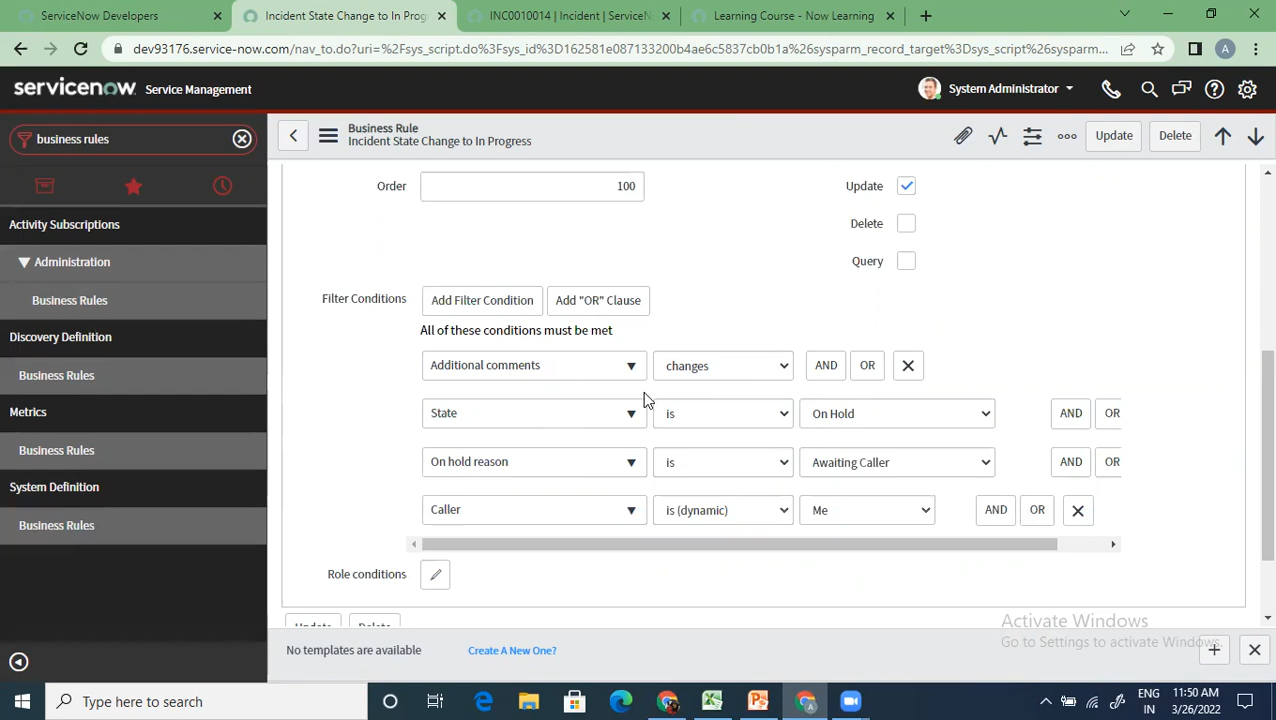 ServiceNow Developers
Incident State Change to In Prog
INC0010014 | Incident | ServiceN
Learning Course - Now Learning
dev93176.service-now.com/nav_to.do?uri=%2Fsys_script.do%3Fsys_id%3D162581e087133200b4ae6c5837cb0b1a%26sysparm_record_target%3Dsys_script%26sysparm...
A
servicenow Service Management
System Administrator
business rules
Business Rule
Incident State Change to In Progress
Update
Delete
Activity Subscriptions
Administration
Business Rules
Discovery Definition
Business Rules
Metrics
Business Rules
System Definition
Business Rules
Order
100
Update
Delete
Query
Filter Conditions
Add Filter Condition
Add "OR" Clause
All of these conditions must be met
Additional comments
changes
AND
OR
State
is
On Hold
AND
OR
On hold reason
is
Awaiting Caller
AND
OR
Caller
is (dynamic)
Me
AND
OR
Role conditions
Update
Delete
No templates are available
Create A New One?
Activate Windows
Go to Settings to activate Windows.
Type here to search
ENG
IN
11:50 AM
3/26/2022